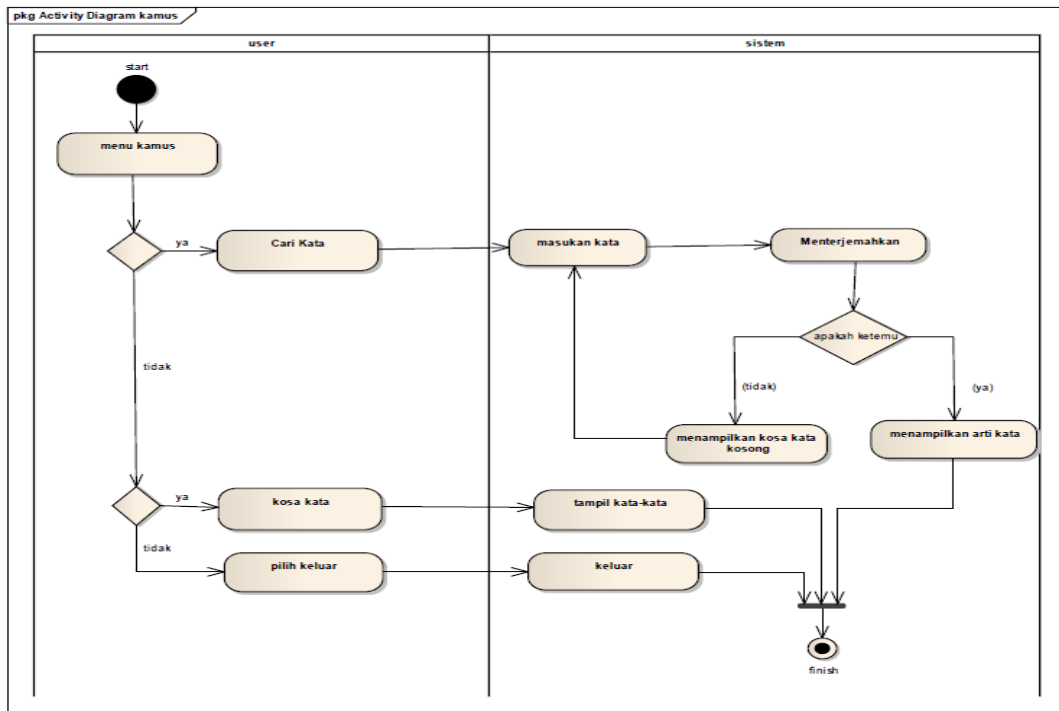 pkg Activity Diagram kamus
user
sistem
start
menu kamus
ya
Cari Kata
masukan kata
Menterjemahkan
apakah ketemu
tidak
(tidak)
(ya)
menampilkan kosa kata
kosong
menampilkan arti kata
ya
kosa kata
tampil kata-kata
tidak
pilih keluar
keluar
finish